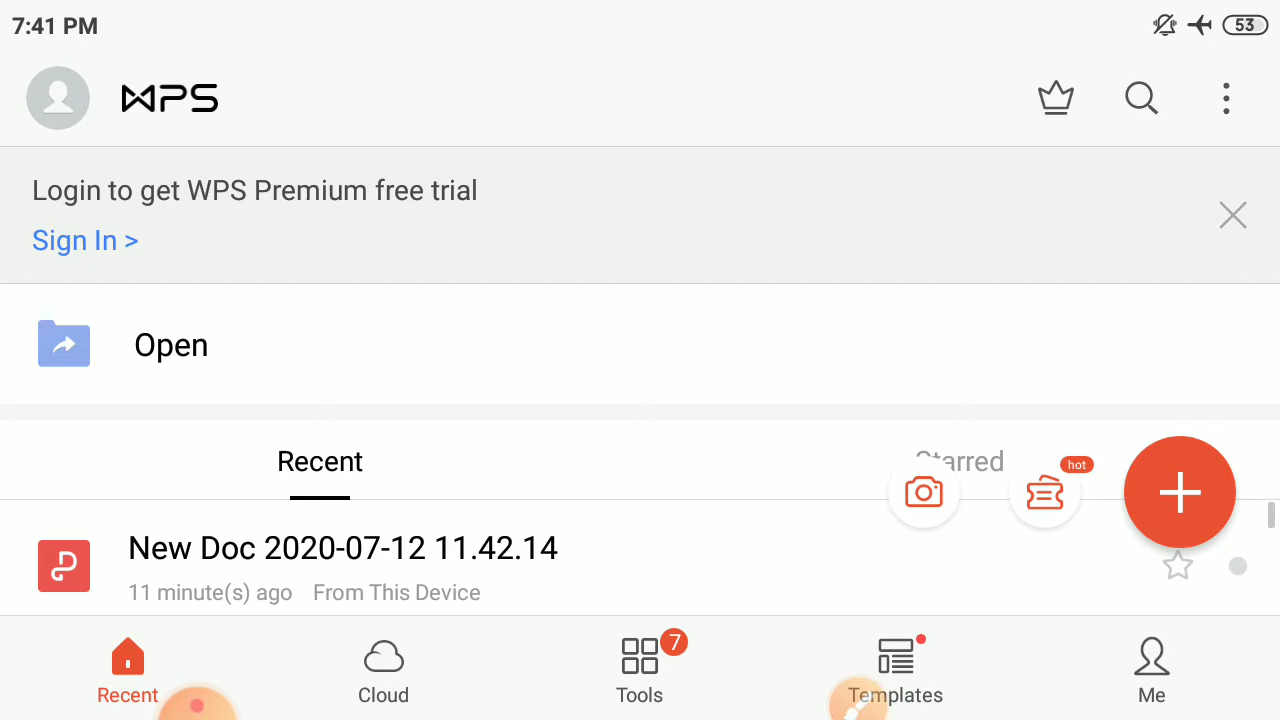 7:41 PM
53
WPS
Login to get WPS Premium free trial
Sign In >
Open
Recent
Starred
hot
New Doc 2020-07-12 11.42.14
11 minute(s) ago From This Device
7
Recent
Cloud
Tools
Templates
Me